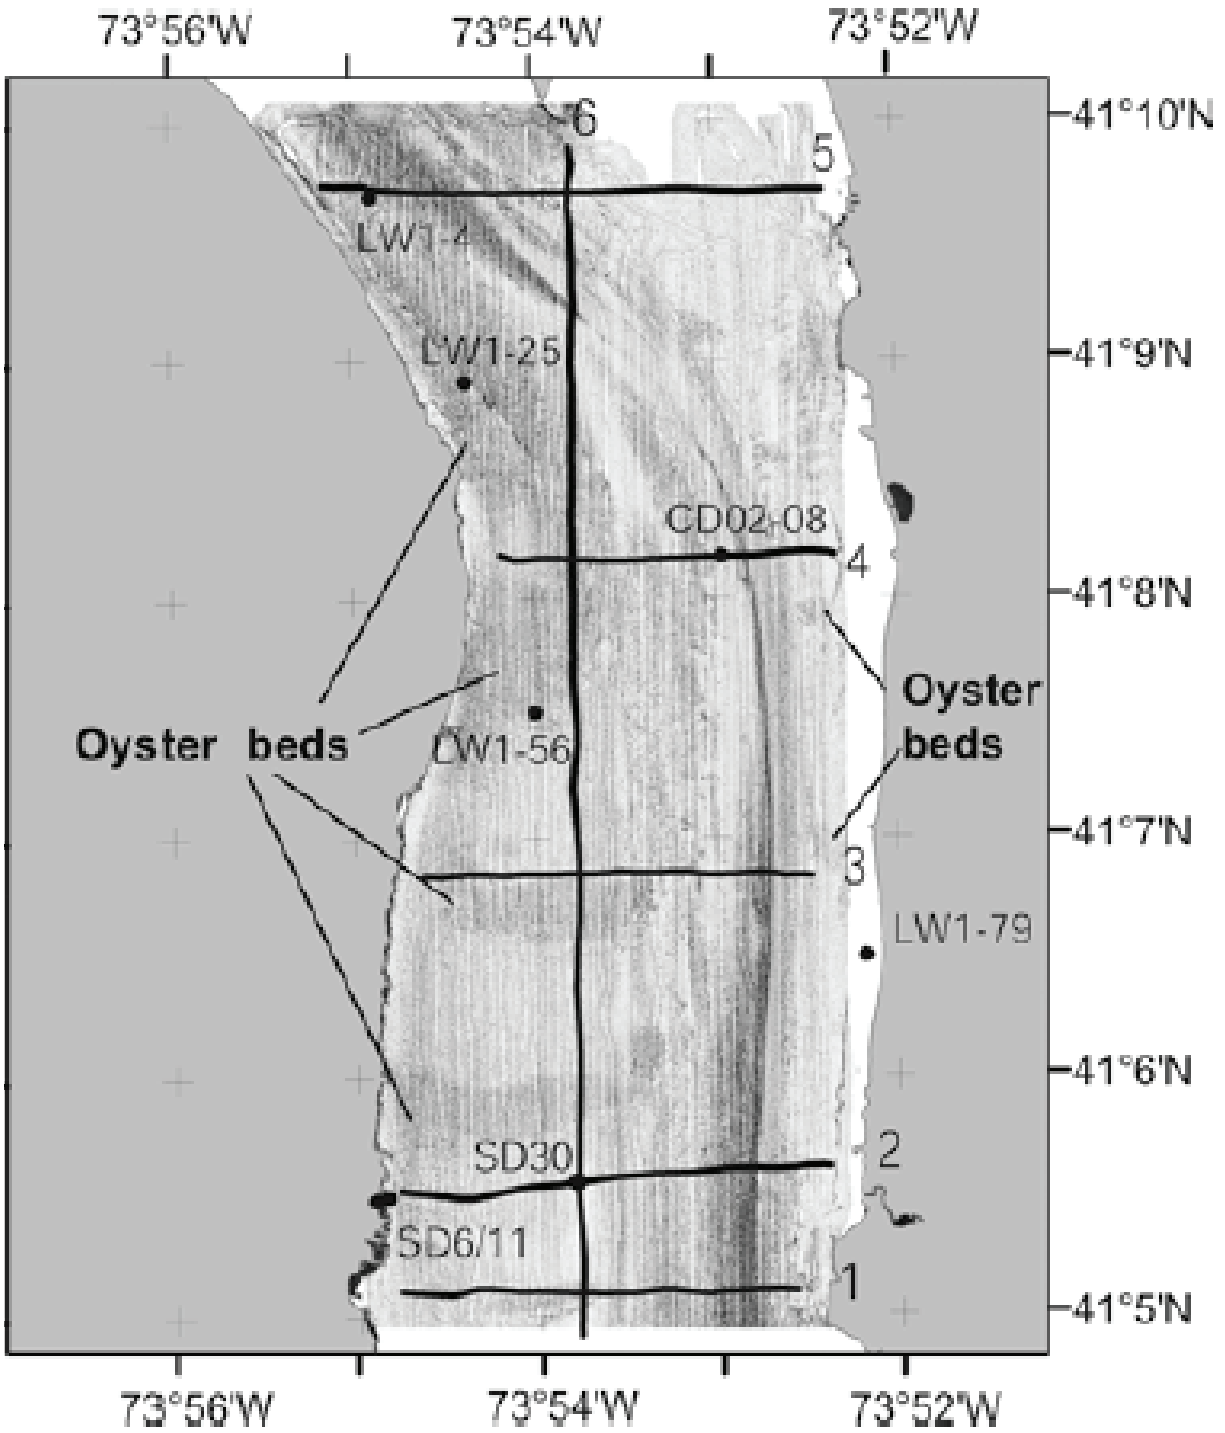 73°56'W 73°54'W 73°52'W
6
41°10'N
5
LW1-4
LW1-25
41°9'N
CD02-08
4
41°8'N
Oyster
beds
Oyster beds
LW1-56
41°7'N
3
LW1-79
41°6'N
SD30
2
SD6/11
1
41°5'N
73°56'W 73°54'W 73°52'W